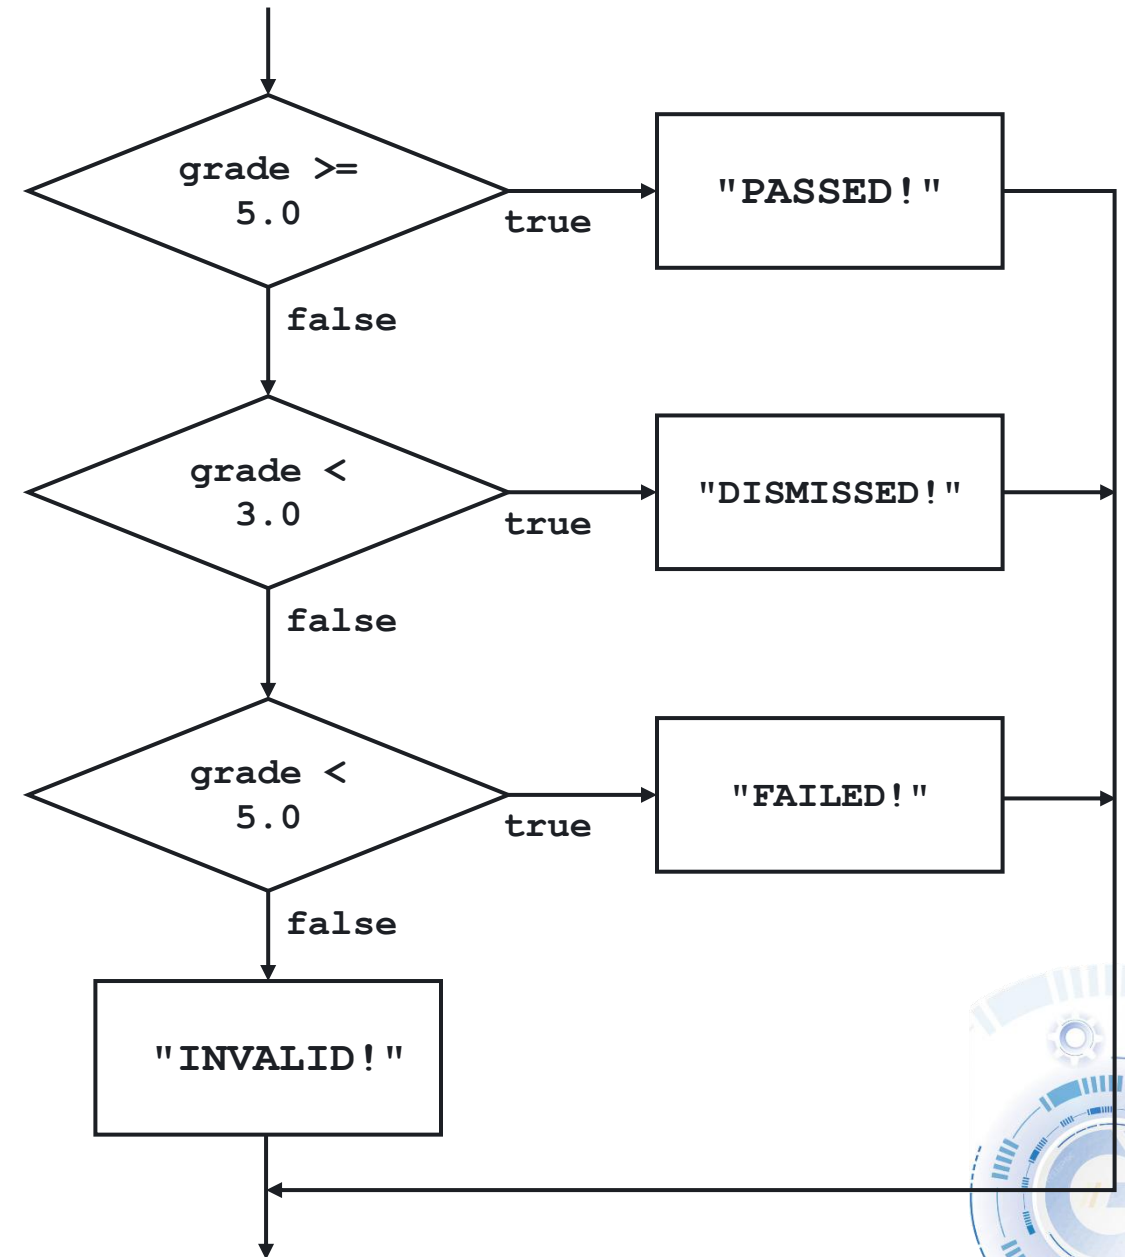 grade >=
5.0
true
"PASSED!"
false
grade <
3.0
true
"DISMISSED!"
false
grade <
5.0
true
"FAILED!"
false
"INVALID!"